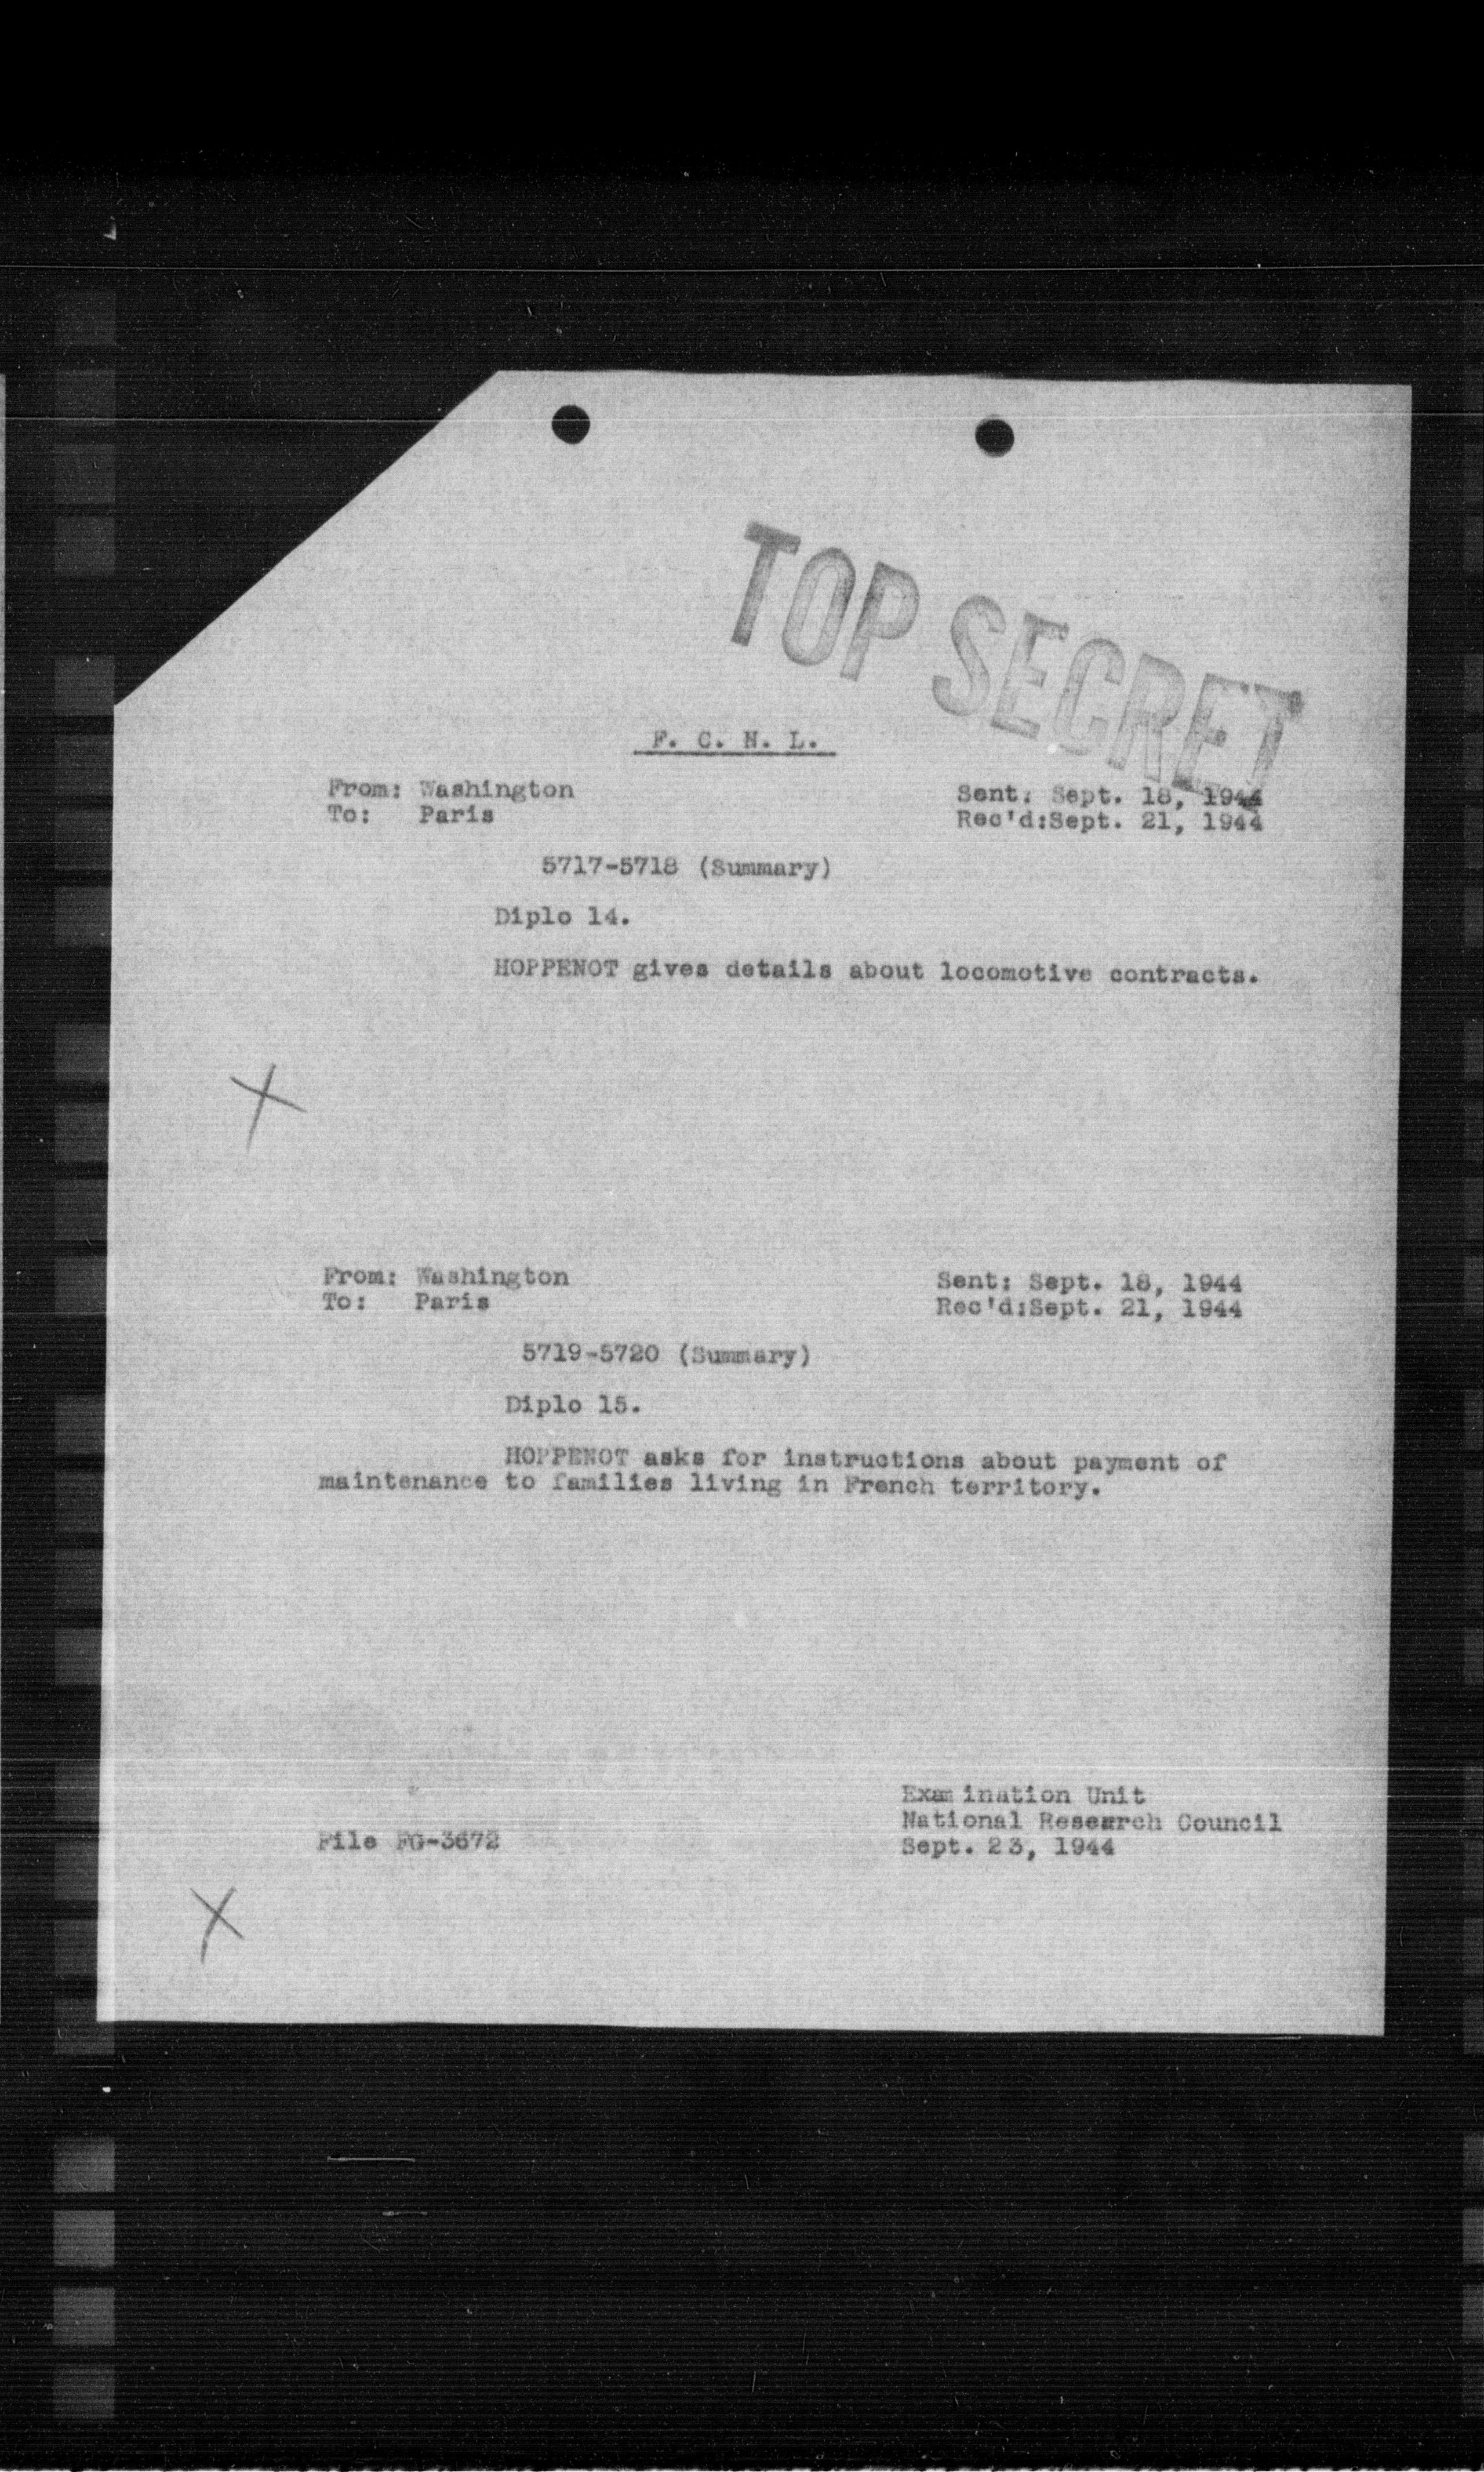 TOP SECRET
F. C. N. L.
From: Washington
To: Paris
Sent: Sept. 18, 1944
Rec'd:Sept. 21, 1944
5717-5718 (Summary)
Diplo 14.
HOPPENOT gives details about locomotive contracts.
X
From: Washington
To: Paris
Sent: Sept. 18, 1944
Rec'd:Sept. 21, 1944
5719-5720 (Summary)
Diplo 15.
HOPPENOT asks for instructions about payment of
maintenance to families living in French territory.
Examination Unit
National Research Council
Sept. 23, 1944
File FG-3672
X